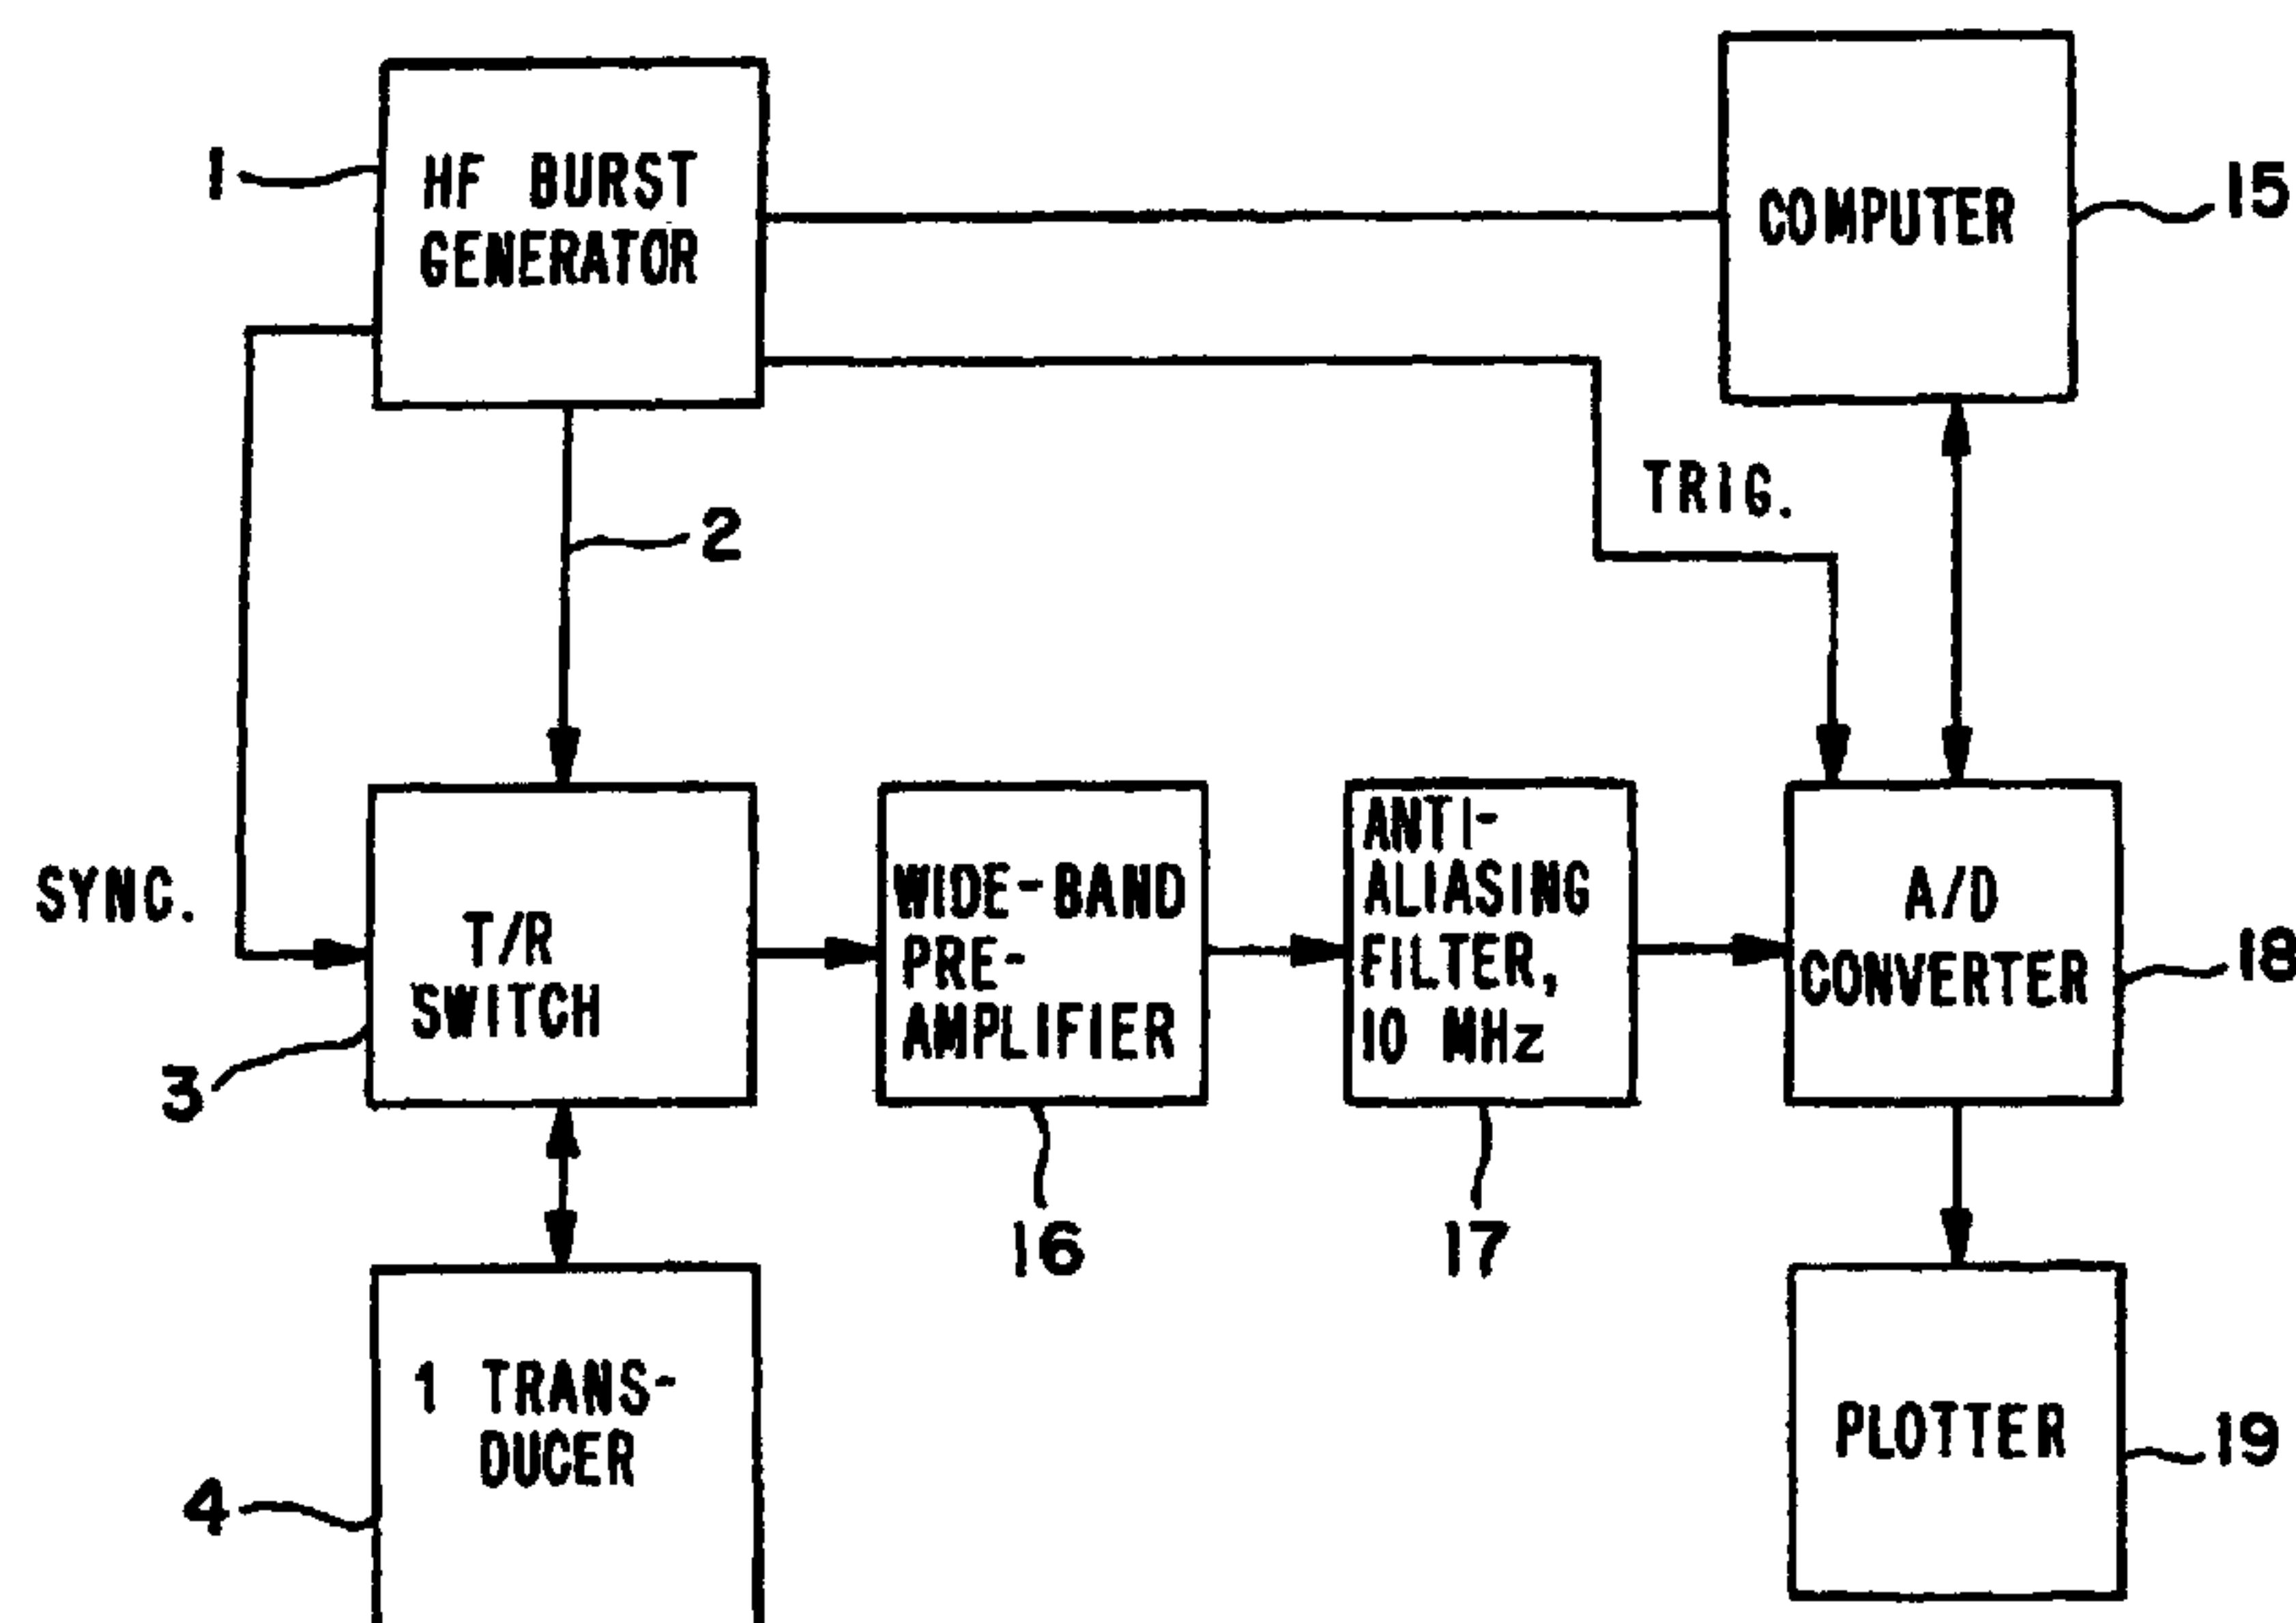 1
HF BURST
GENERATOR
COMPUTER
15
2
TRIG.
SYNC.
T/R
SWITCH
3
WIDE-BAND
PRE-
AMPLIFIER
16
ANTI-
ALIASING
FILTER,
10 MHz
17
A/D
CONVERTER
18
1 TRANS-
DUCER
4
PLOTTER
19